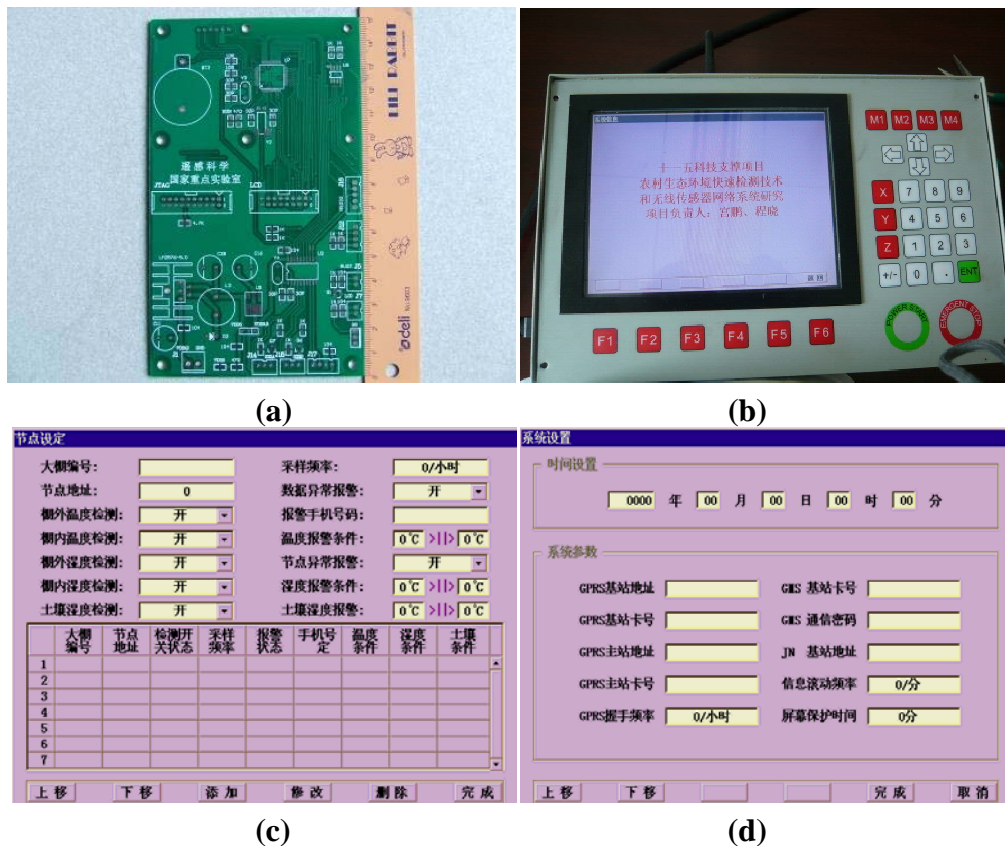 遥感科学
国家重点实验室
JTAG
LCD
4.7K
J1
J14
J17
J7
deli
RABBIT
(a)
十一五科技支撑项目
农村生态环境快速检测技术
和无线传感器网络系统研究
项目负责人：宫鹏、程晓
M1 M2 M3 M4
X 7 8 9
Y 4 5 6
Z 1 2 3
+/- 0 . ENT
F1 F2 F3 F4 F5 F6
POWER START
EMERGENT STOP
(b)
节点设定
大棚编号: 采样频率: 0/小时
节点地址: 0 数据异常报警: 开
棚外温度检测: 开 报警手机号码:
棚内温度检测: 开 温度报警条件: 0℃ >||> 0℃
棚外湿度检测: 开 节点异常报警: 开
棚内湿度检测: 开 湿度报警条件: 0℃ >||> 0℃
土壤湿度检测: 开 土壤湿度报警: 0℃ >||> 0℃
大棚编号 节点地址 检测开关状态 采样频率 报警状态 手机号定 温度条件 湿度条件 土壤条件
1
2
3
4
5
6
7
上移 下移 添加 修改 删除 完成
(c)
系统设置
时间设置
0000 年 00 月 00 日 00 时 00 分
系统参数
GPRS基站地址 GMS 基站卡号
GPRS基站卡号 GMS 通信密码
GPRS主站地址 JN 基站地址
GPRS主站卡号 信息滚动频率 0/分
GPRS握手频率 0/小时 屏幕保护时间 0分
上移 下移 完成 取消
(d)